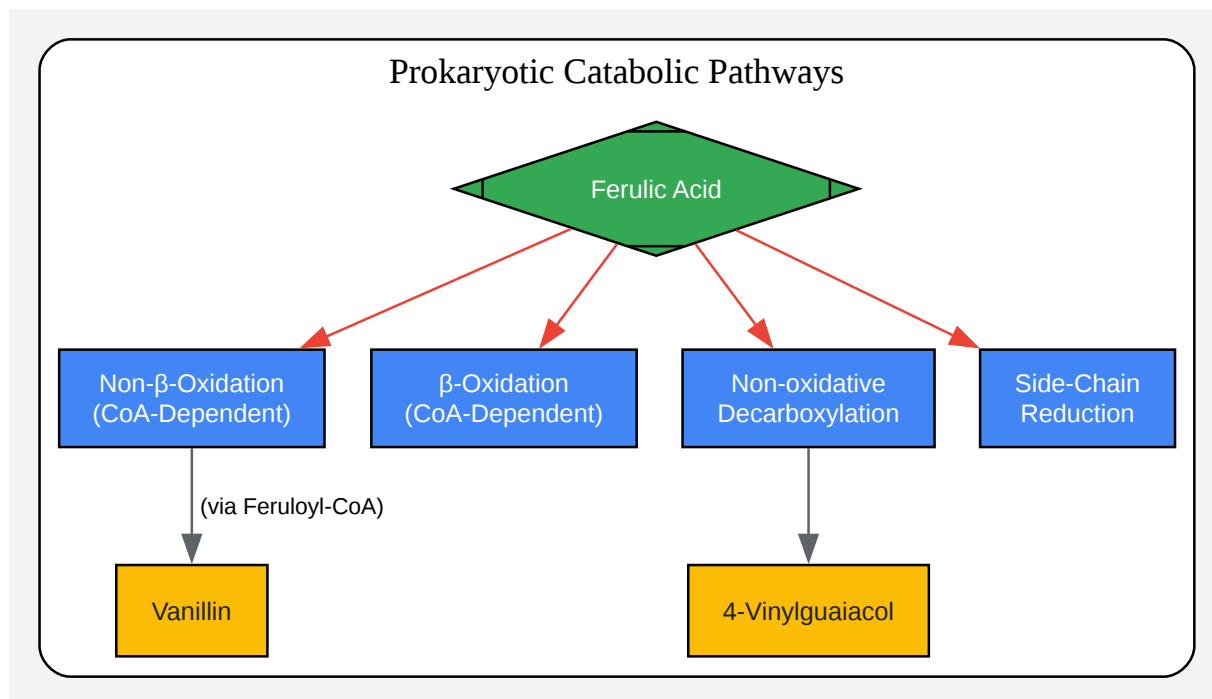 Prokaryotic Catabolic Pathways
Ferulic Acid
Non-β-Oxidation
(CoA-Dependent)
β-Oxidation
(CoA-Dependent)
Non-oxidative
Decarboxylation
Side-Chain
Reduction
(via Feruloyl-CoA)
Vanillin
4-Vinylguaiacol